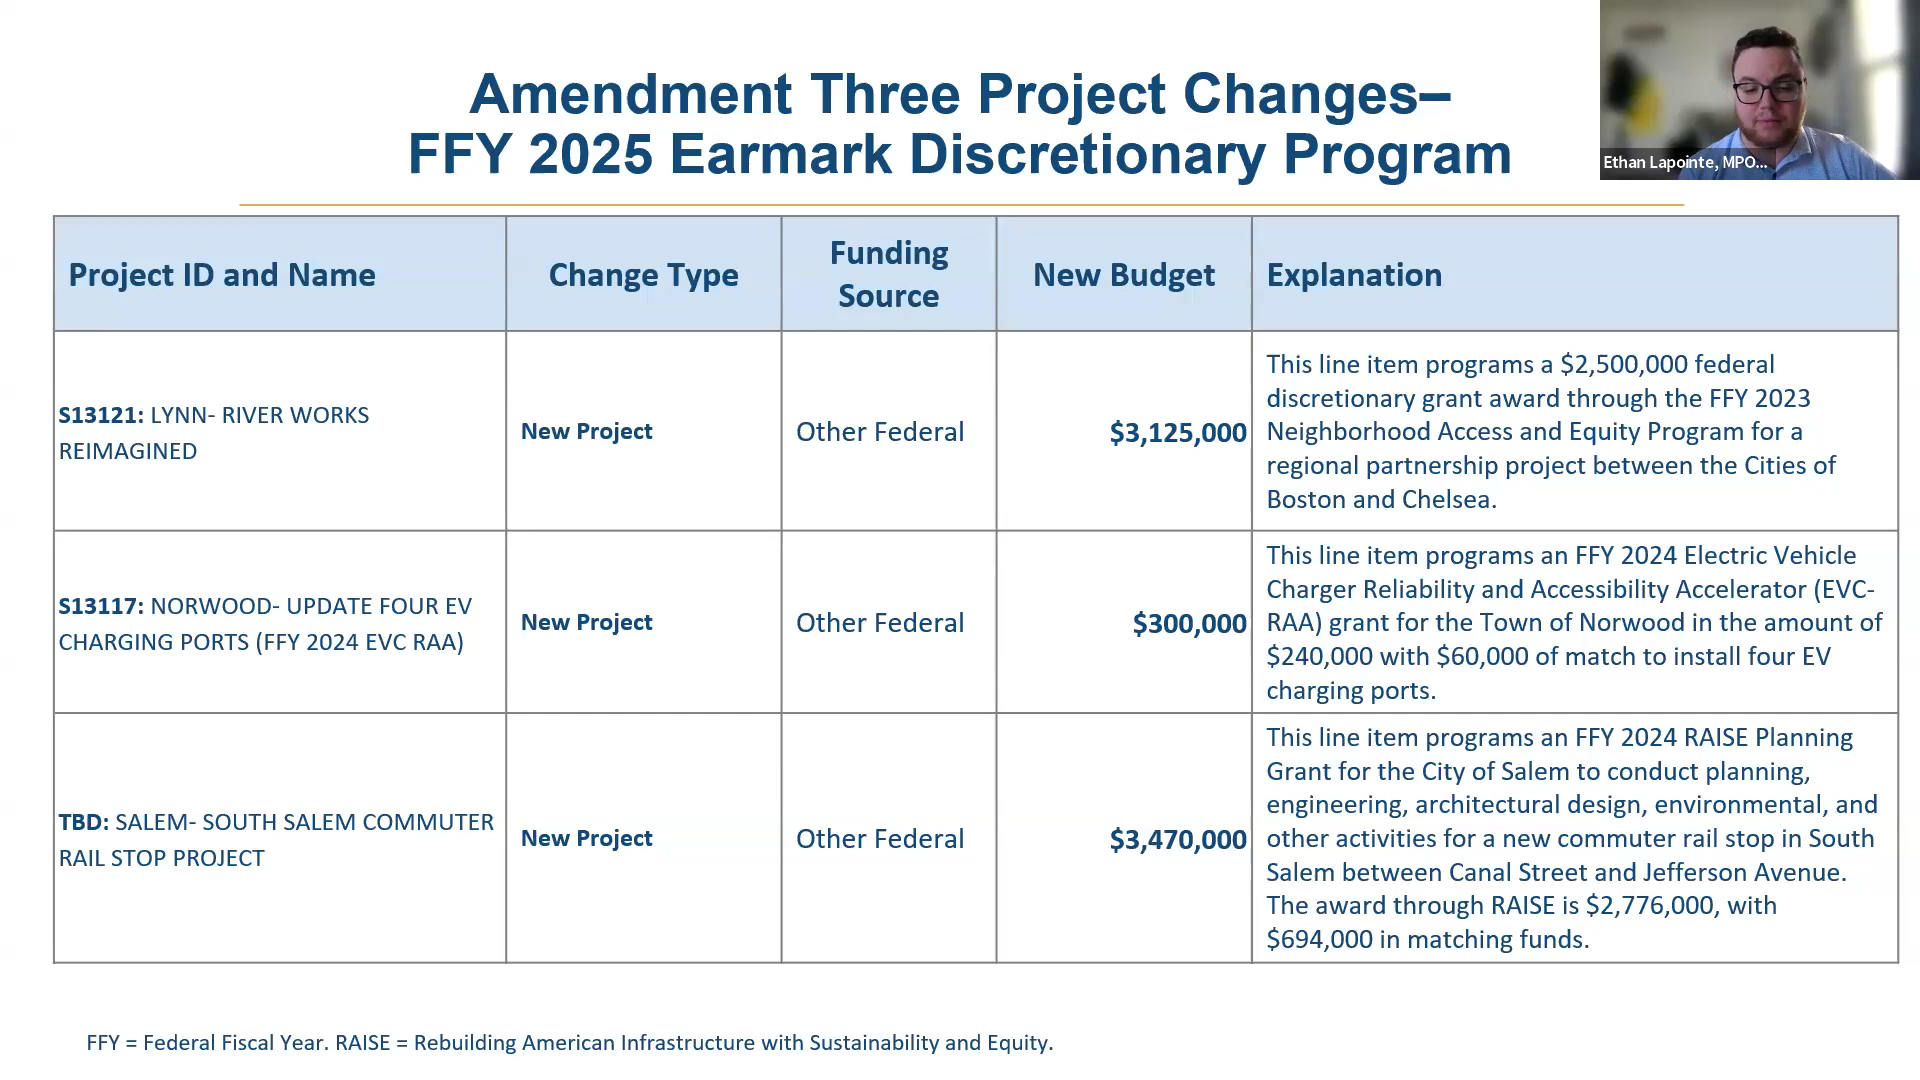 Amendment Three Project Changes–
FFY 2025 Earmark Discretionary Program
Ethan Lapointe, MPO...
Project ID and Name
Change Type
Funding
Source
New Budget
Explanation
S13121: LYNN- RIVER WORKS
REIMAGINED
New Project
Other Federal
$3,125,000
This line item programs a $2,500,000 federal
discretionary grant award through the FFY 2023
Neighborhood Access and Equity Program for a
regional partnership project between the Cities of
Boston and Chelsea.
S13117: NORWOOD- UPDATE FOUR EV
CHARGING PORTS (FFY 2024 EVC RAA)
New Project
Other Federal
$300,000
This line item programs an FFY 2024 Electric Vehicle
Charger Reliability and Accessibility Accelerator (EVC-
RAA) grant for the Town of Norwood in the amount of
$240,000 with $60,000 of match to install four EV
charging ports.
TBD: SALEM- SOUTH SALEM COMMUTER
RAIL STOP PROJECT
New Project
Other Federal
$3,470,000
This line item programs an FFY 2024 RAISE Planning
Grant for the City of Salem to conduct planning,
engineering, architectural design, environmental, and
other activities for a new commuter rail stop in South
Salem between Canal Street and Jefferson Avenue.
The award through RAISE is $2,776,000, with
$694,000 in matching funds.
FFY = Federal Fiscal Year. RAISE = Rebuilding American Infrastructure with Sustainability and Equity.